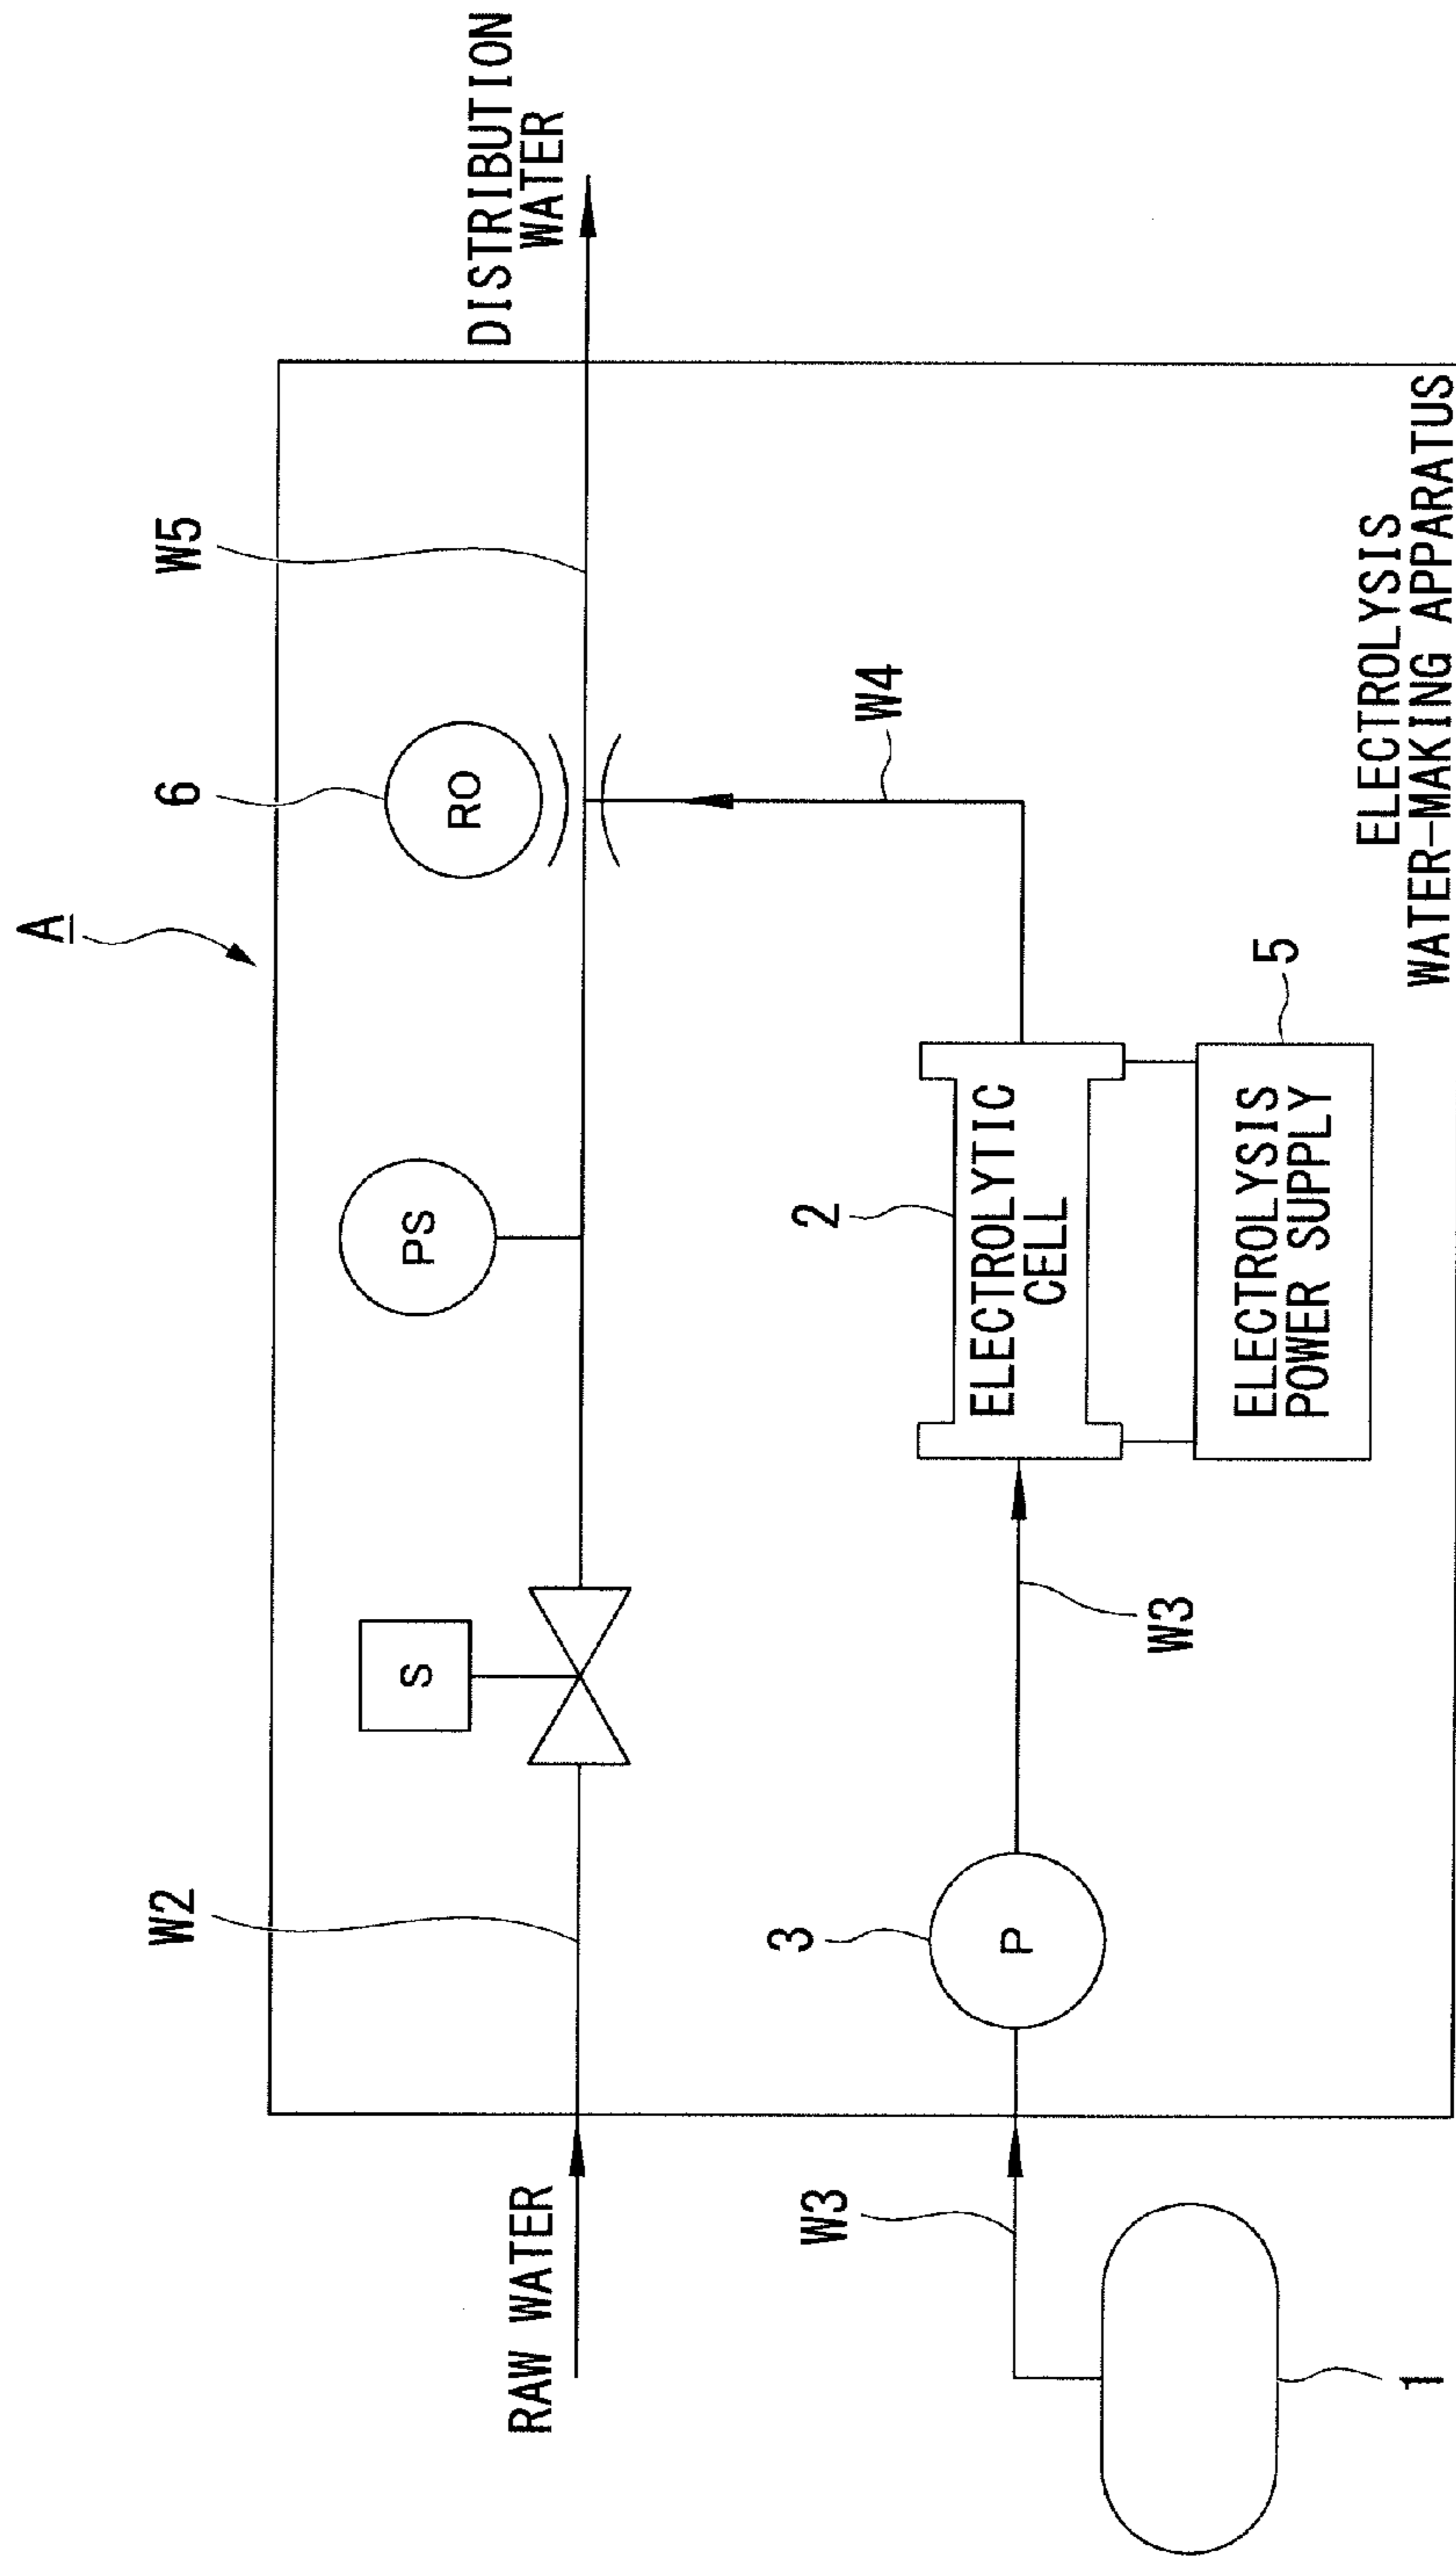 A
W2
6
W5
DISTRIBUTION
WATER
S
PS
RO
RAW WATER
W4
3
2
P
ELECTROLYTIC
CELL
W3
W3
5
ELECTROLYSIS
POWER SUPPLY
1
ELECTROLYSIS
WATER-MAKING APPARATUS